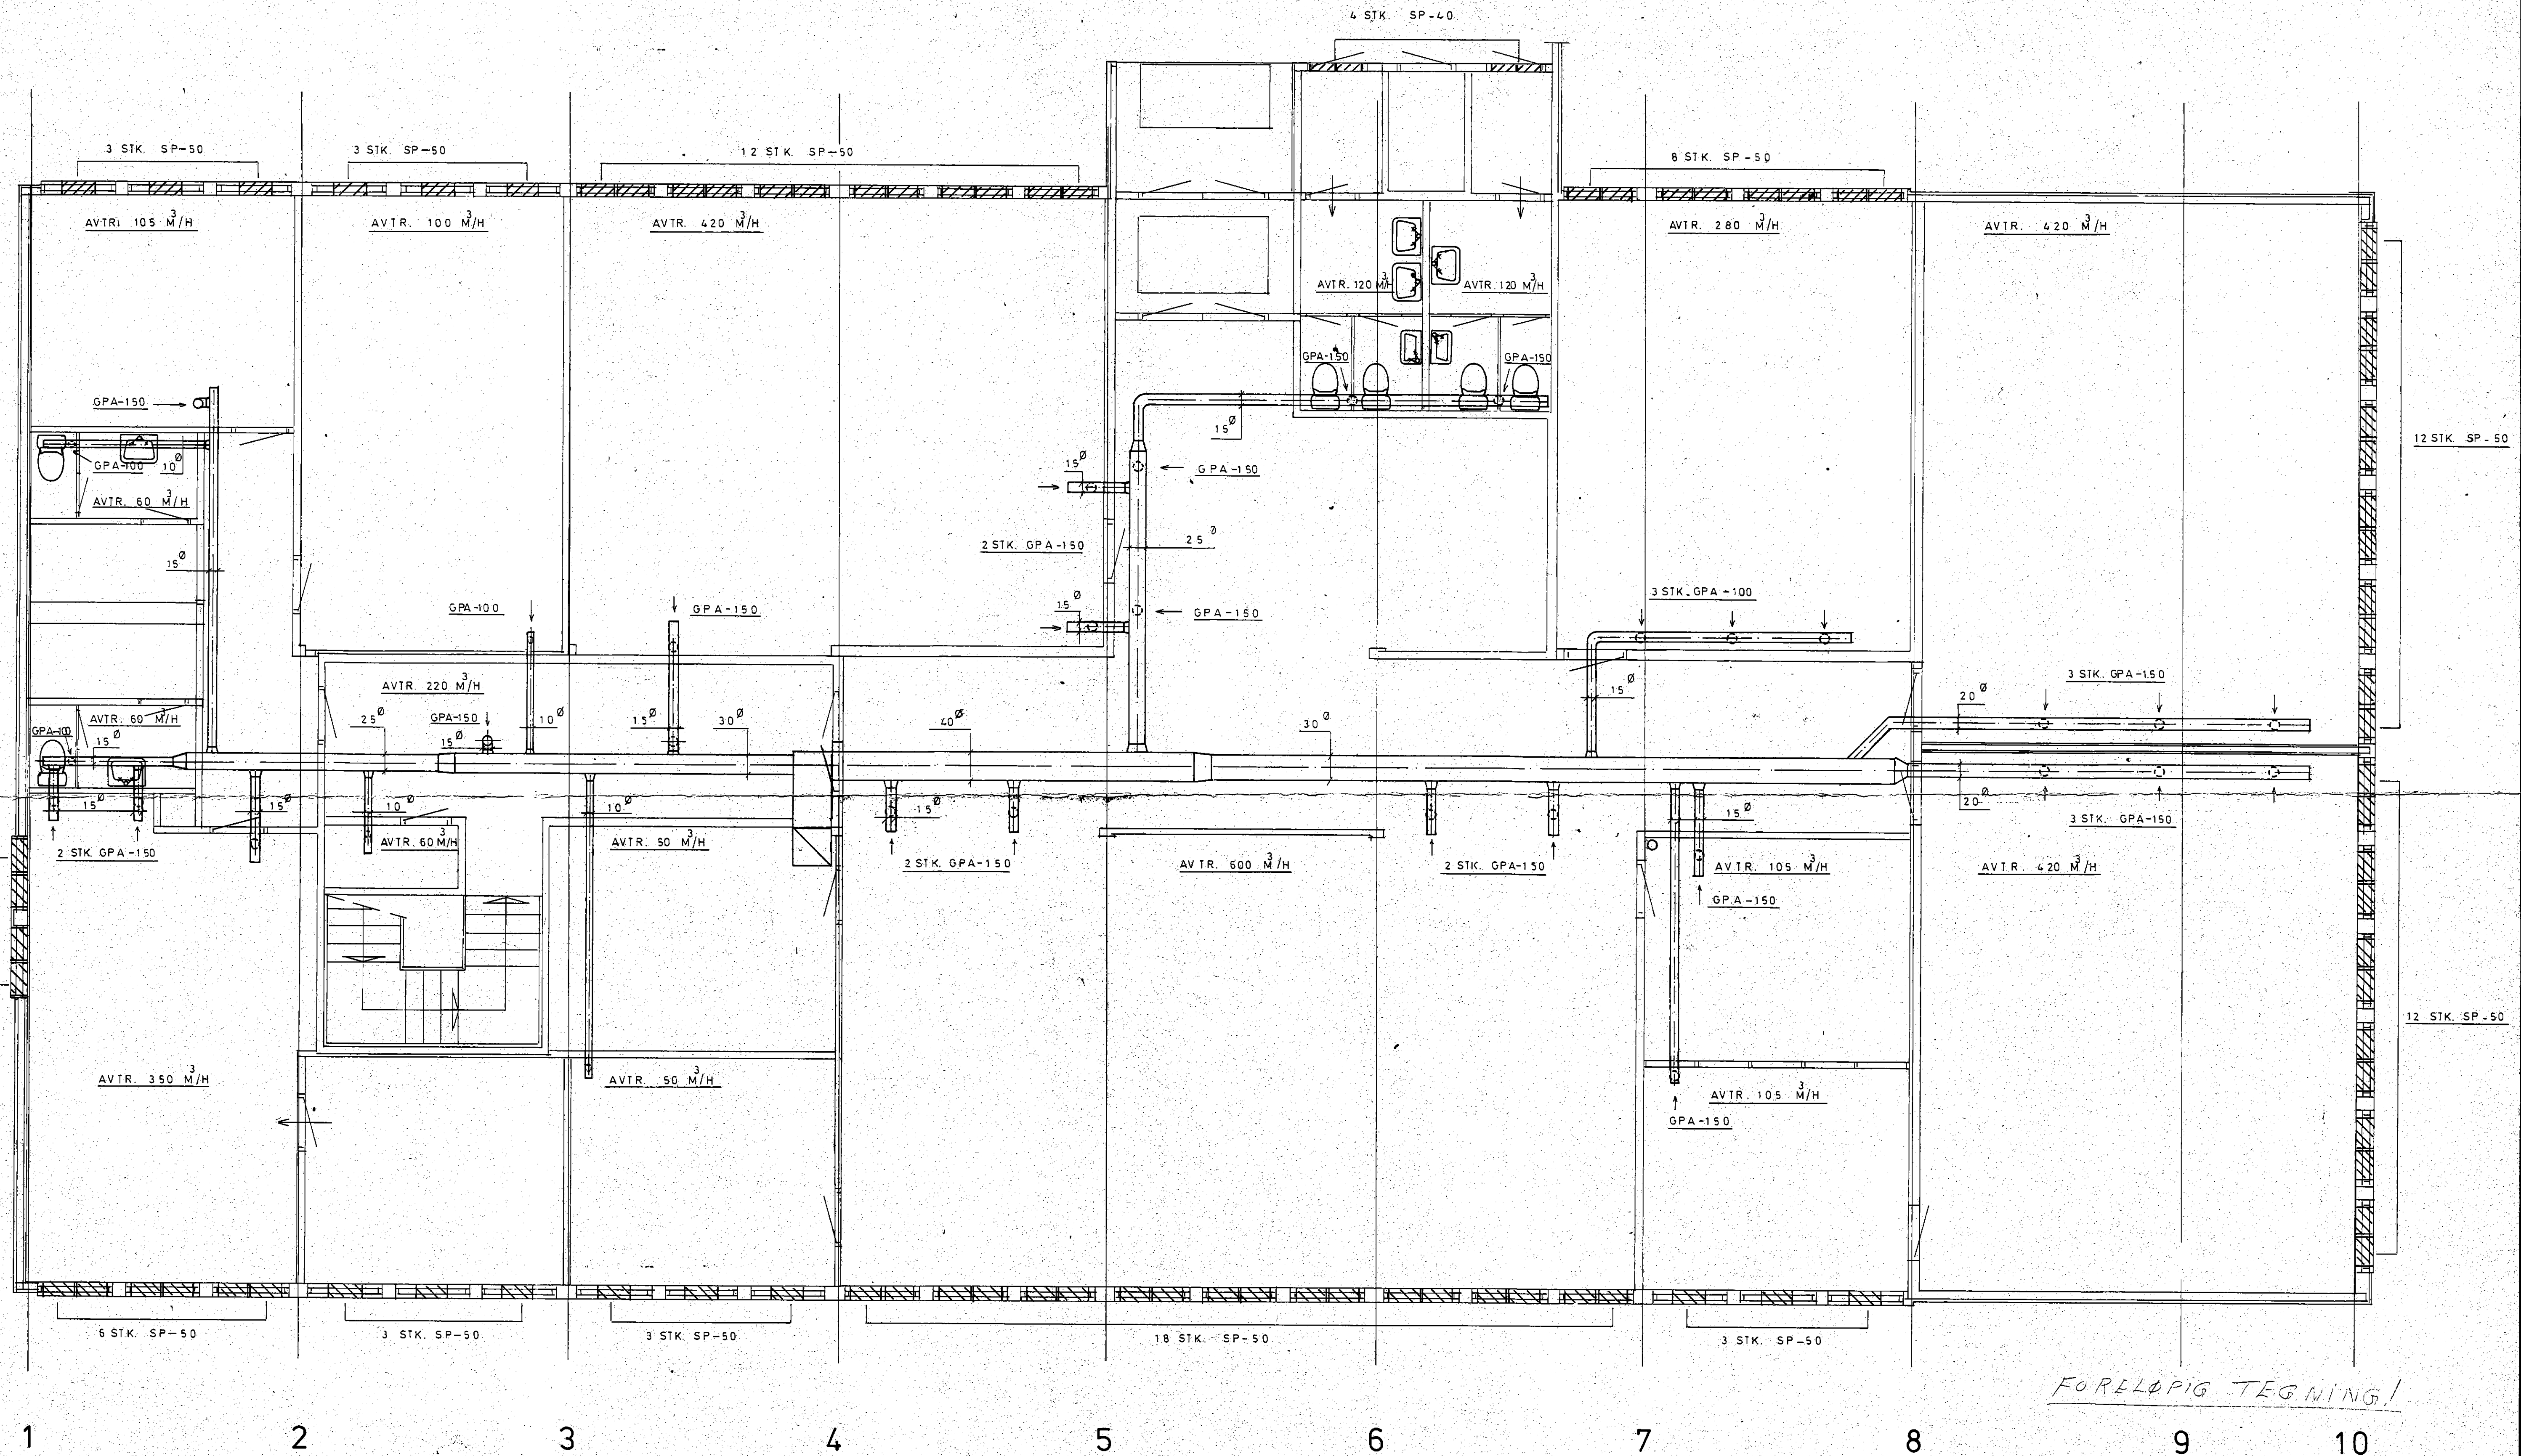 4 STK. SP-40
3 STK. SP-50
3 STK. SP-50
12 STK. SP-50
8 STK. SP-50
AVTR. 105 M³/H
AVTR. 100 M³/H
AVTR. 420 M³/H
AVTR. 280 M³/H
AVTR. 420 M³/H
AVTR. 120 M³/H
AVTR. 120 M³/H
GPA-150
GPA-150
GPA-150
15Ø
12 STK. SP-50
GPA-100
10Ø
15Ø
GPA-150
AVTR. 60 M³/H
2 STK. GPA-150
25Ø
15Ø
GPA-100
GPA-150
15Ø
GPA-150
3 STK. GPA-100
AVTR. 220 M³/H
15Ø
3 STK. GPA-150
20Ø
AVTR. 60 M³/H
GPA-100
15Ø
25Ø
GPA-150
15Ø
10Ø
15Ø
30Ø
40Ø
30Ø
15Ø
15Ø
10Ø
10Ø
15Ø
15Ø
20Ø
3 STK. GPA-150
2 STK. GPA-150
AVTR. 60 M³/H
AVTR. 50 M³/H
2 STK. GPA-150
AVTR. 600 M³/H
2 STK. GPA-150
AVTR. 105 M³/H
AVTR. 420 M³/H
GPA-150
12 STK. SP-50
AVTR. 350 M³/H
AVTR. 50 M³/H
AVTR. 105 M³/H
GPA-150
6 STK. SP-50
3 STK. SP-50
3 STK. SP-50
18 STK. SP-50
3 STK. SP-50
FORELØPIG TEGNING!
1 2 3 4 5 6 7 8 9 10